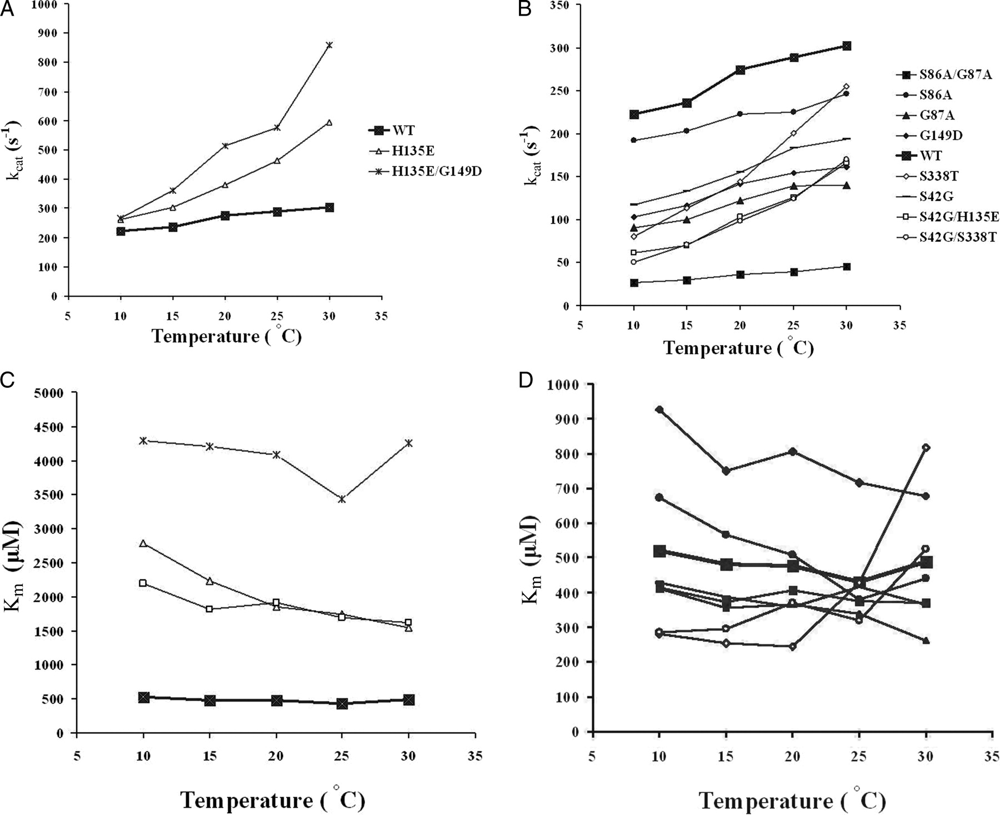 A
1000
900
800
700
600
500
400
300
200
100
0
kcat (s-1)
5 10 15 20 25 30 35
Temperature ( °C)
WT
H135E
H135E/G149D
B
350
300
250
200
150
100
50
0
kcat (s-1)
5 10 15 20 25 30 35
Temperature ( °C)
S86A/G87A
S86A
G87A
G149D
WT
S338T
S42G
S42G/H135E
S42G/S338T
C
5000
4500
4000
3500
3000
2500
2000
1500
1000
500
0
Km (µM)
5 10 15 20 25 30 35
Temperature ( °C)
D
1000
900
800
700
600
500
400
300
200
100
0
Km (µM)
5 10 15 20 25 30 35
Temperature ( °C)